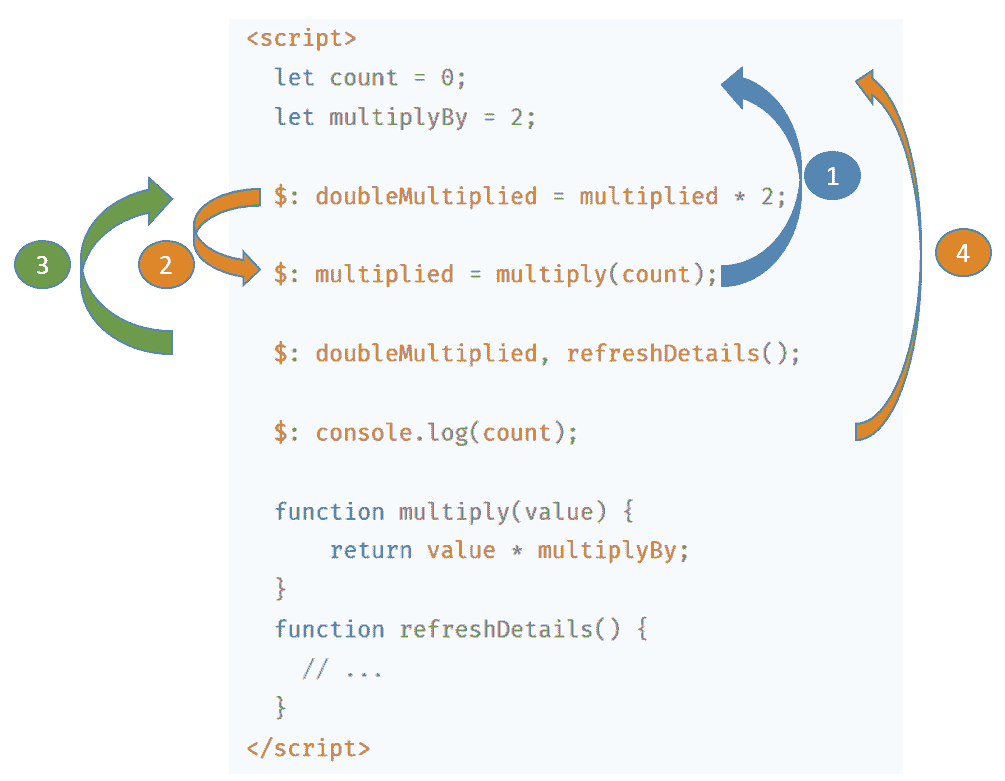 <script>
let count = 0;
let multiplyBy = 2;
1
$: doubleMultiplied = multiplied * 2;
3
2
4
$: multiplied = multiply(count);
$: doubleMultiplied, refreshDetails();
$: console.log(count);
function multiply(value) {
return value * multiplyBy;
}
function refreshDetails() {
// ...
}
</script>